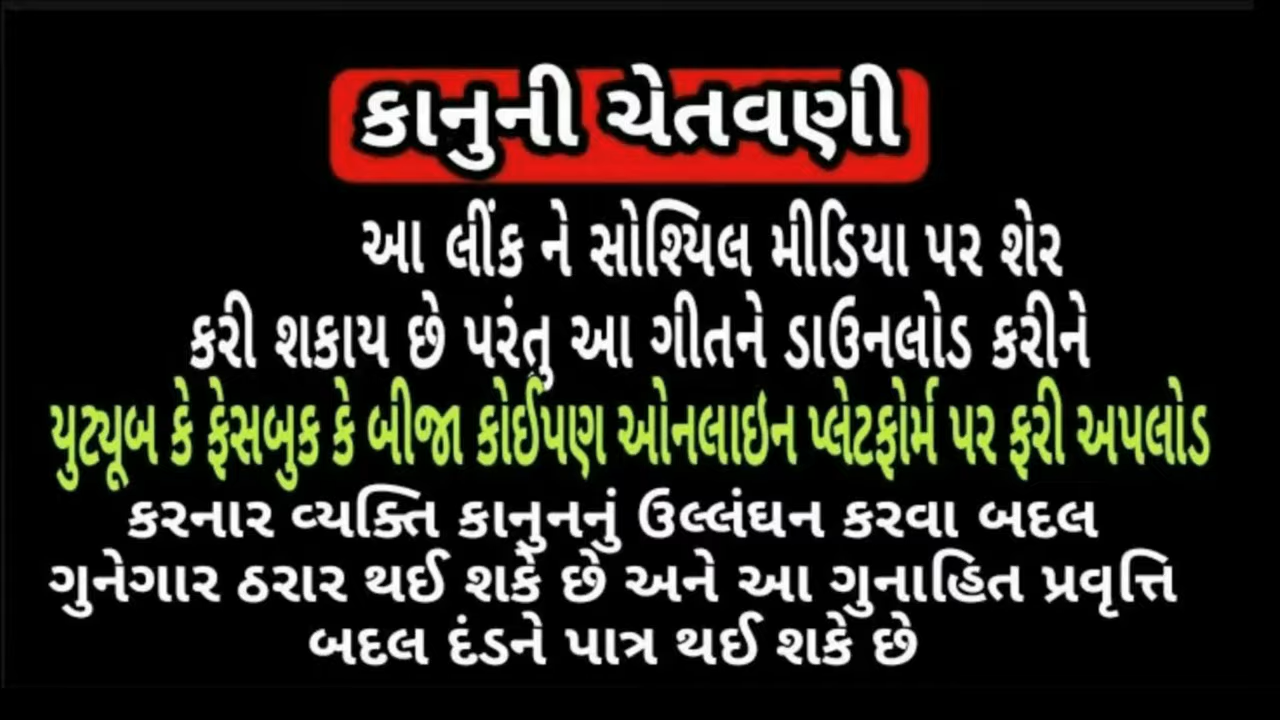 કાનુની ચેતવણી
આ લીંક ને સોશ્યિલ મીડિયા પર શેર
કરી શકાય છે પરંતુ આ ગીતને ડાઉનલોડ કરીને
યુટ્યૂબ કે ફેસબુક કે બીજા કોઈપણ ઓનલાઇન પ્લેટફોર્મ પર ફરી અપલોડ
કરનાર વ્યક્તિ કાનુનનું ઉલ્લંઘન કરવા બદલ
ગુનેગાર ઠરાર થઈ શકે છે અને આ ગુનાહિત પ્રવૃત્તિ
બદલ દંડને પાત્ર થઈ શકે છે